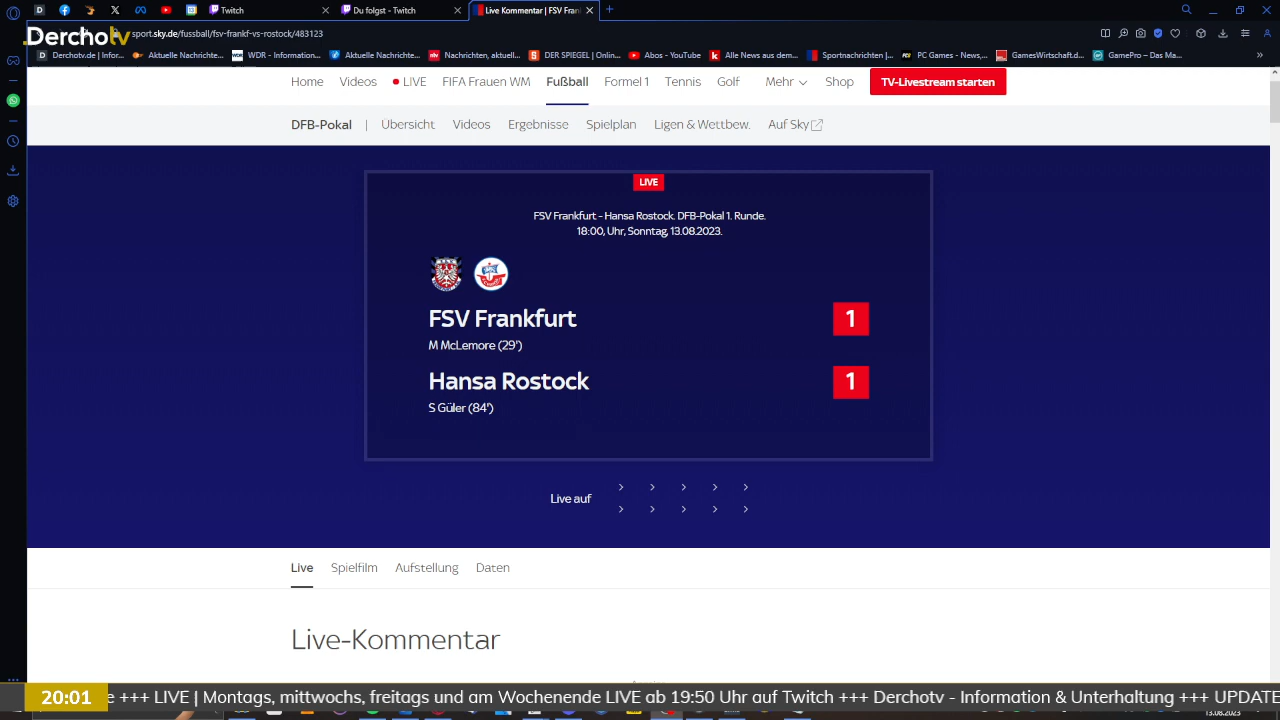 Twitch
Du folgst - Twitch
Live Kommentar | FSV Fran
Derchotv
sport.sky.de/fussball/fsv-frankf-vs-rostock/483123
Derchotv.de | Infor...
Aktuelle Nachrichte...
WDR - Information...
Aktuelle Nachrichte...
Nachrichten, aktuell...
DER SPIEGEL | Onlin...
Abos - YouTube
Alle News aus dem...
Sportnachrichten |...
PC Games - News,...
GamesWirtschaft.d...
GamePro – Das Ma...
Home Videos LIVE FIFA Frauen WM Fußball Formel 1 Tennis Golf Mehr Shop TV-Livestream starten
DFB-Pokal | Übersicht Videos Ergebnisse Spielplan Ligen & Wettbew. Auf Sky
LIVE
FSV Frankfurt - Hansa Rostock. DFB-Pokal 1. Runde.
18:00, Uhr, Sonntag, 13.08.2023.
FSV Frankfurt 1
M McLemore (29')
Hansa Rostock 1
S Güler (84')
Live auf
Live Spielfilm Aufstellung Daten
Live-Kommentar
20:01 e +++ LIVE | Montags, mittwochs, freitags und am Wochenende LIVE ab 19:50 Uhr auf Twitch +++ Derchotv - Information & Unterhaltung +++ UPDATE
13.08.2023